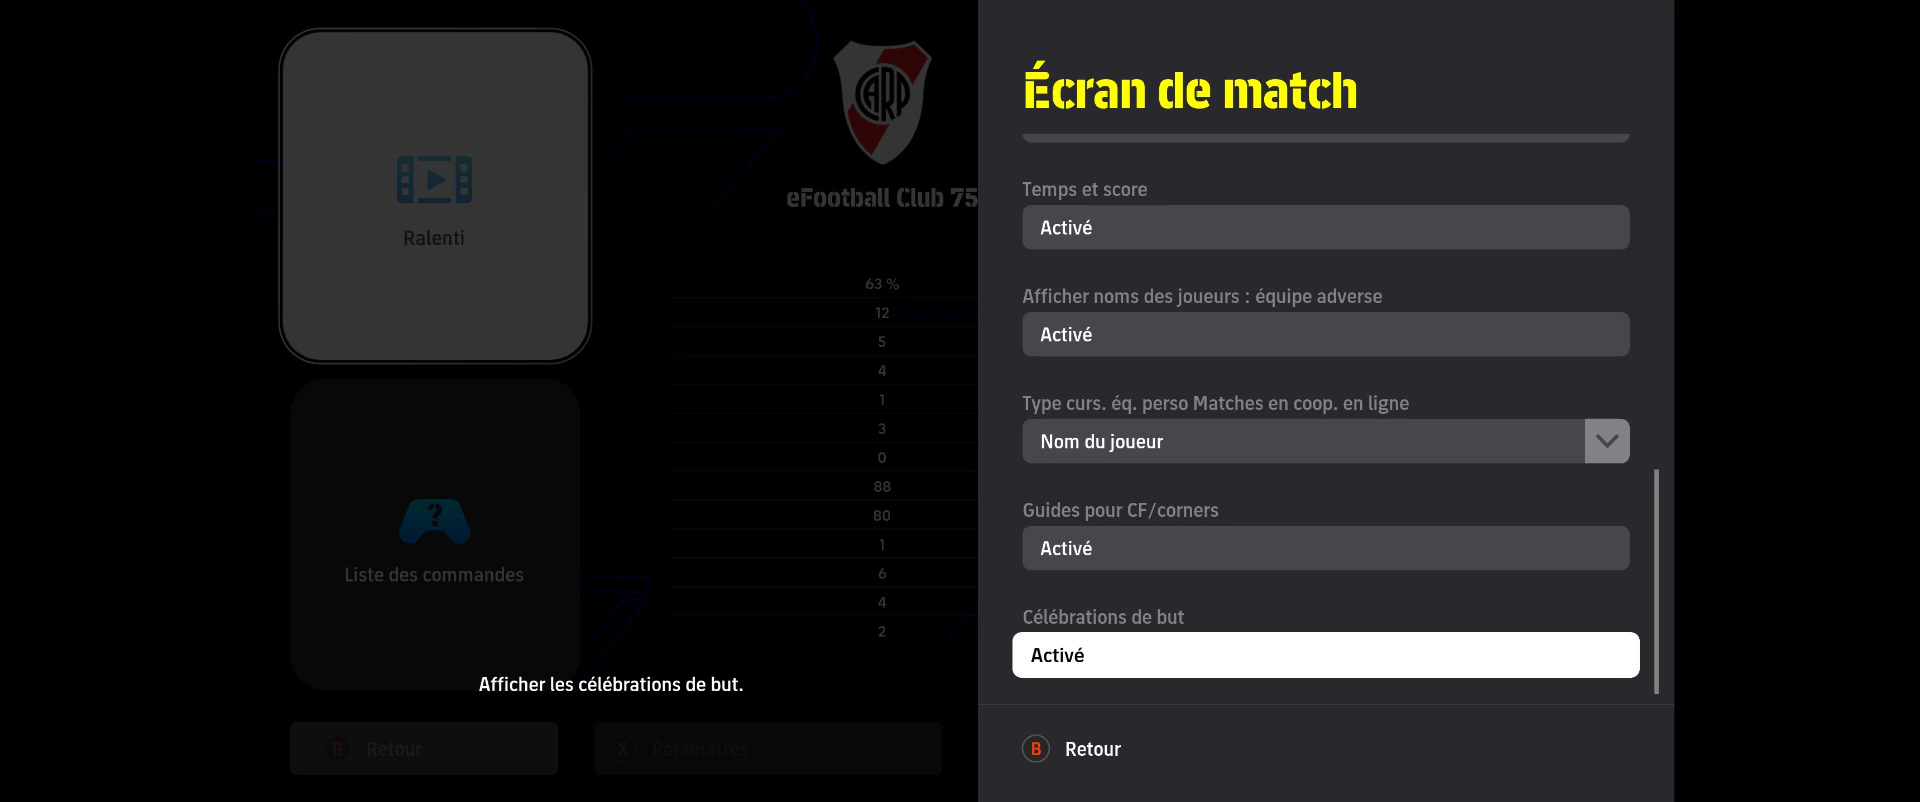 Ralenti
Liste des commandes
CARP
eFootball Club 75
63 %
12
5
4
1
3
0
88
80
1
6
4
2
Afficher les célébrations de but.
B Retour
X Paramètres
Écran de match
Temps et score
Activé
Afficher noms des joueurs : équipe adverse
Activé
Type curs. éq. perso Matches en coop. en ligne
Nom du joueur
Guides pour CF/corners
Activé
Célébrations de but
Activé
B Retour